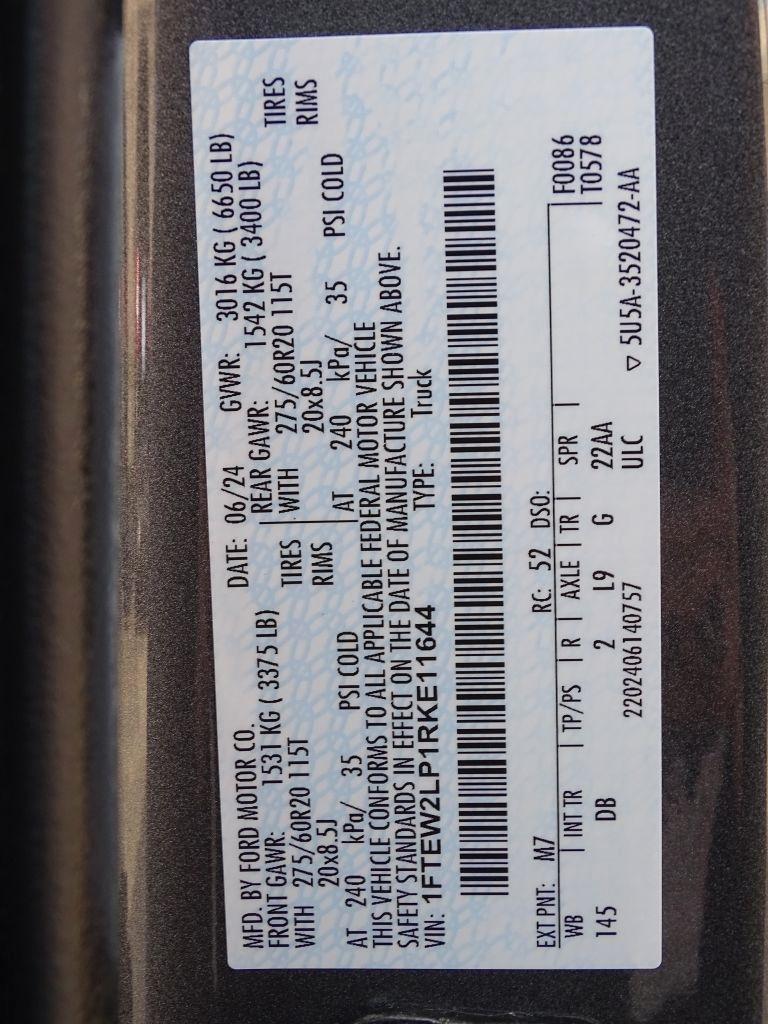 MFD. BY FORD MOTOR CO. DATE: 06/24 GVWR: 3016 KG ( 6650 LB)
FRONT GAWR: 1531 KG ( 3375 LB) REAR GAWR: 1542 KG ( 3400 LB)
WITH 275/60R20 115T TIRES WITH 275/60R20 115T TIRES
20x8.5J RIMS 20x8.5J RIMS
AT 240 kPa/ 35 PSI COLD AT 240 kPa/ 35 PSI COLD
THIS VEHICLE CONFORMS TO ALL APPLICABLE FEDERAL MOTOR VEHICLE
SAFETY STANDARDS IN EFFECT ON THE DATE OF MANUFACTURE SHOWN ABOVE.
VIN: 1FTEW2LP1RKE11644 TYPE: Truck
EXT PNT: M7 RC: 52 DSO: F0086
WB INT TR TP/PS R AXLE TR SPR T0578
145 DB 2 L9 G 22AA
2202406140757 ULC
▽ 5U5A-3520472-AA